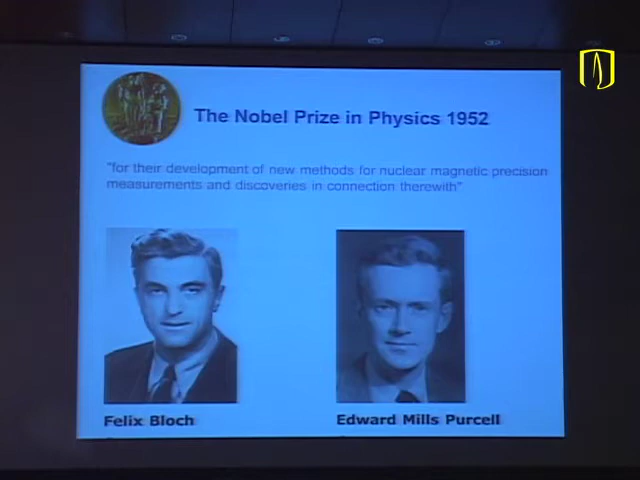 The Nobel Prize in Physics 1952
"for their development of new methods for nuclear magnetic precision
measurements and discoveries in connection therewith"
Felix Bloch
Edward Mills Purcell